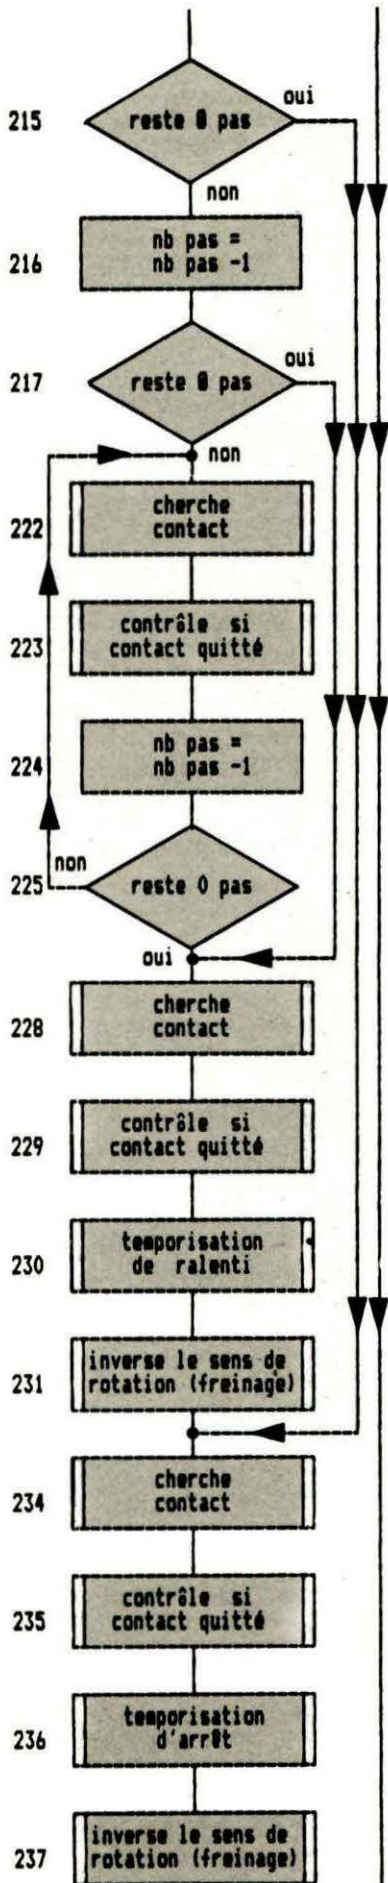 oui
215 reste 0 pas
non
216 nb pas =
nb pas -1
oui
217 reste 0 pas
non
222 cherche
contact
223 contrôle si
contact quitté
224 nb pas =
nb pas -1
non
225 reste 0 pas
oui
228 cherche
contact
229 contrôle si
contact quitté
230 temporisation
de ralenti
231 inverse le sens de
rotation (freinage)
234 cherche
contact
235 contrôle si
contact quitté
236 temporisation
d'arrêt
237 inverse le sens de
rotation (freinage)